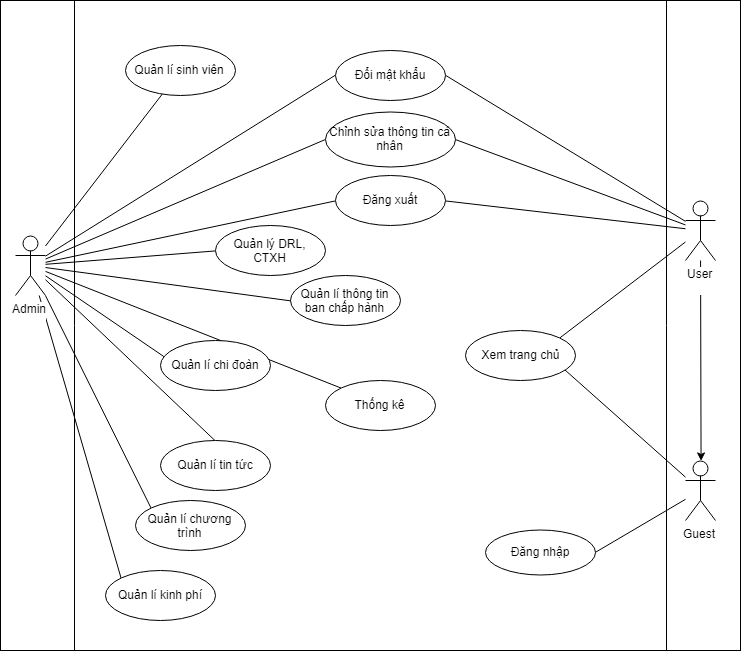 Quản lí sinh viên
Đổi mật khẩu
Chỉnh sửa thông tin cá
nhân
Đăng xuất
Quản lý DRL,
CTXH
User
Quản lí thông tin
ban chấp hành
Admin
Xem trang chủ
Quản lí chi đoàn
Thống kê
Quản lí tin tức
Quản lí chương
trình
Guest
Đăng nhập
Quản lí kinh phí